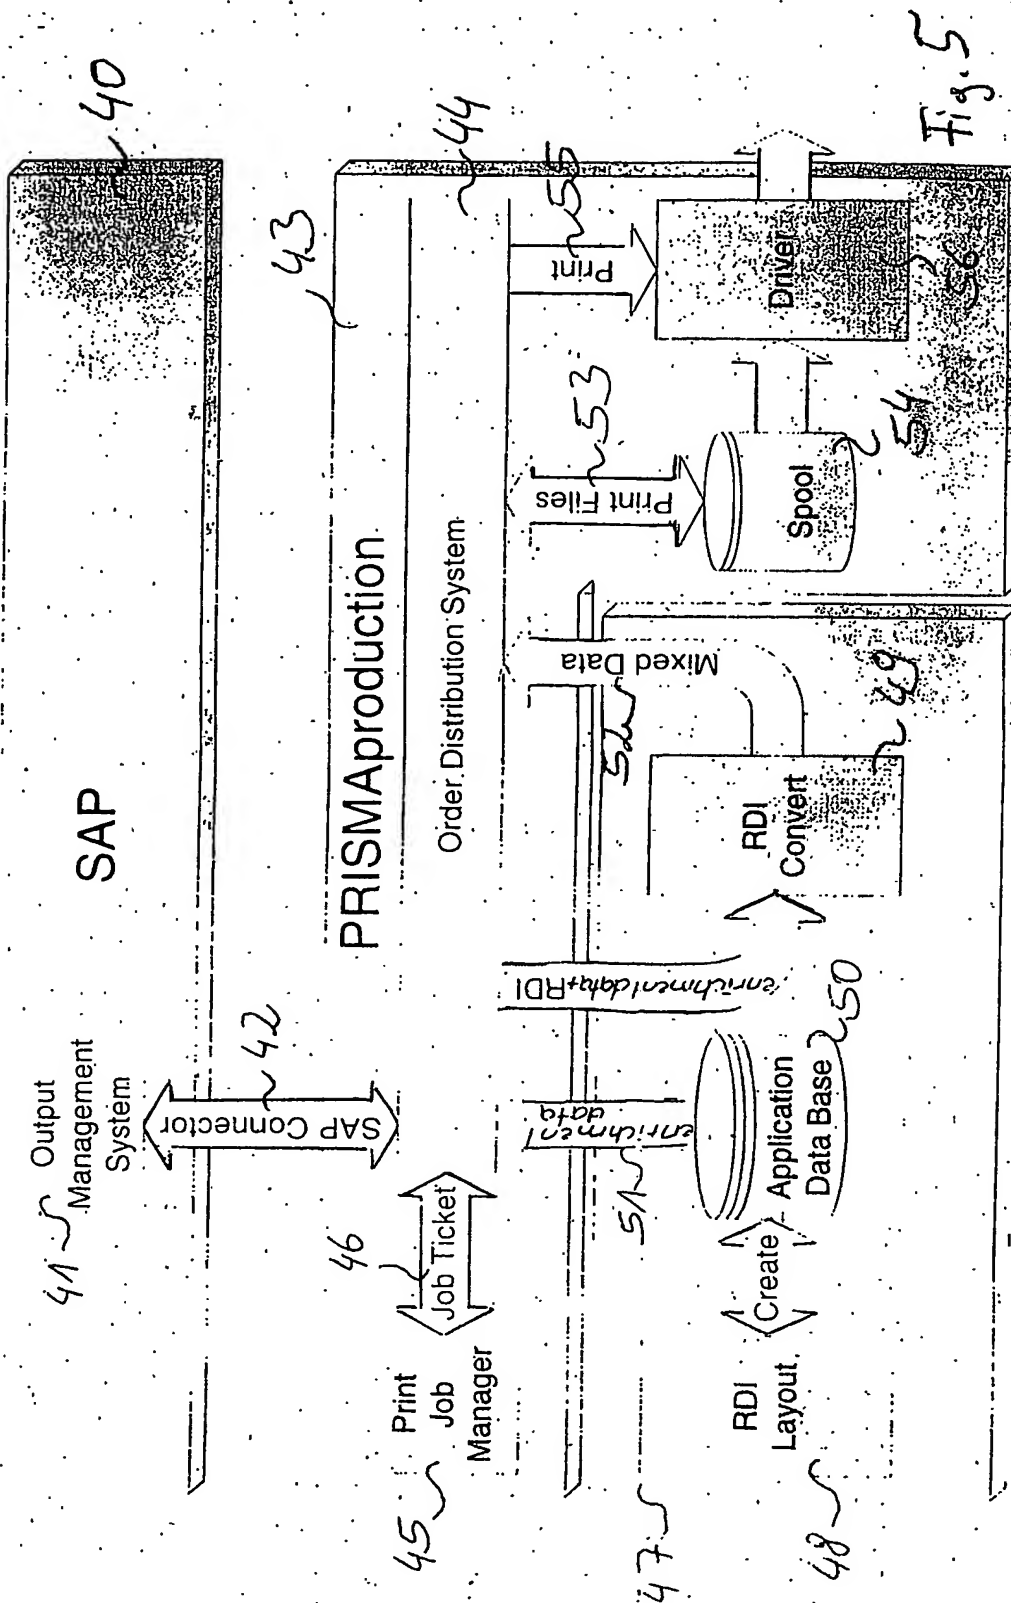 SAP
40
41
Output
Management
System
SAP Connector
42
43
PRISMAproduction
44
Order Distribution System
45
Print
Job
Manager
46
Job Ticket
enrichment
data
51
enrichment data+RDI
Mixed Data
52
Print Files
53
Print
55
47
48
RDI
Layout
Create
Application
Data Base
50
RDI
Convert
49
Spool
54
Driver
56
Fig. 5